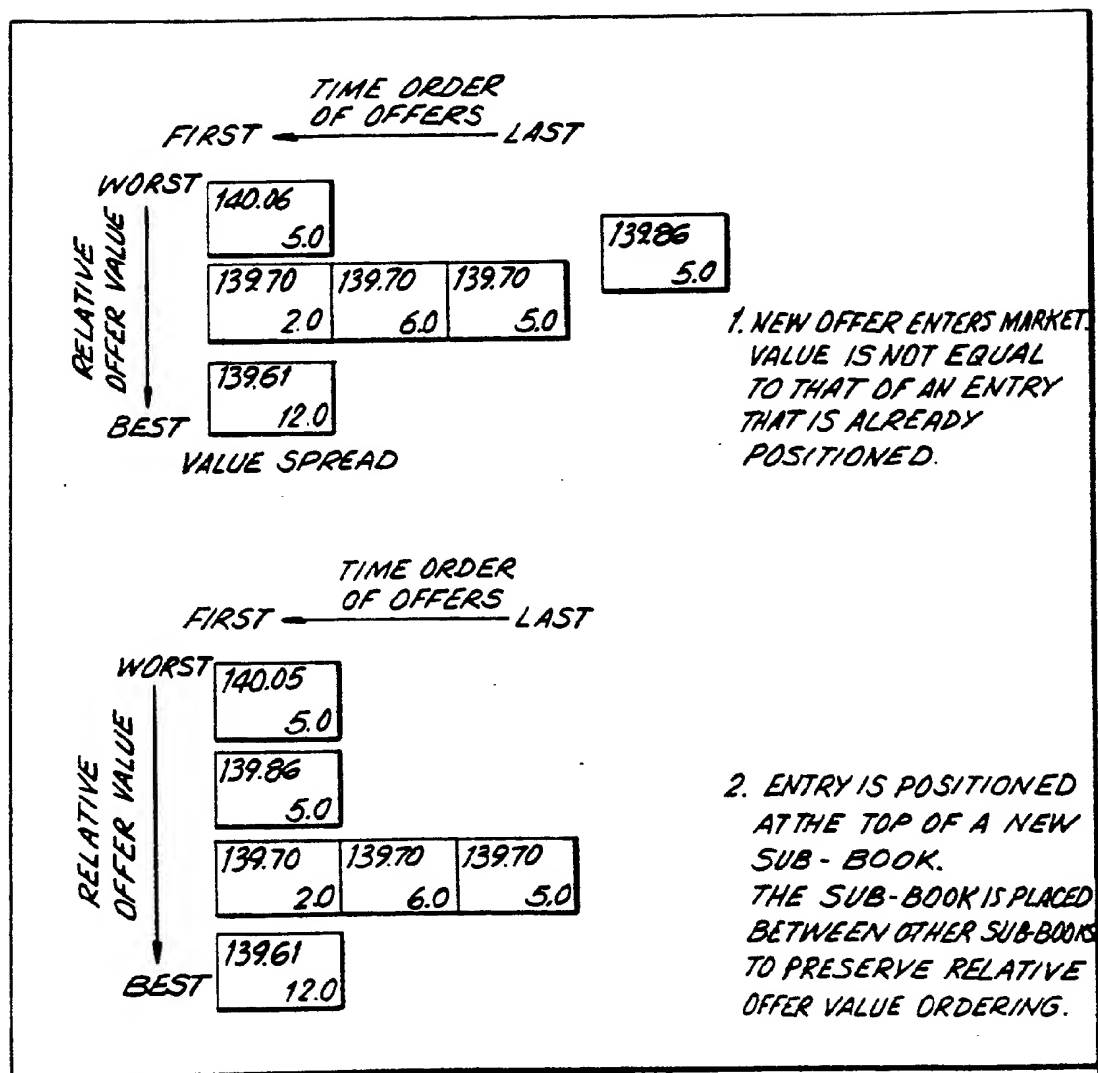 TIME ORDER
OF OFFERS
FIRST LAST
WORST
RELATIVE
OFFER VALUE
BEST
140.06
5.0
139.70 139.70 139.70
2.0 6.0 5.0
139.61
12.0
VALUE SPREAD
139.86
5.0
1. NEW OFFER ENTERS MARKET.
VALUE IS NOT EQUAL
TO THAT OF AN ENTRY
THAT IS ALREADY
POSITIONED.
TIME ORDER
OF OFFERS
FIRST LAST
WORST
RELATIVE
OFFER VALUE
BEST
140.05
5.0
139.86
5.0
139.70 139.70 139.70
2.0 6.0 5.0
139.61
12.0
2. ENTRY IS POSITIONED
AT THE TOP OF A NEW
SUB-BOOK.
THE SUB-BOOK IS PLACED
BETWEEN OTHER SUB-BOOKS
TO PRESERVE RELATIVE
OFFER VALUE ORDERING.